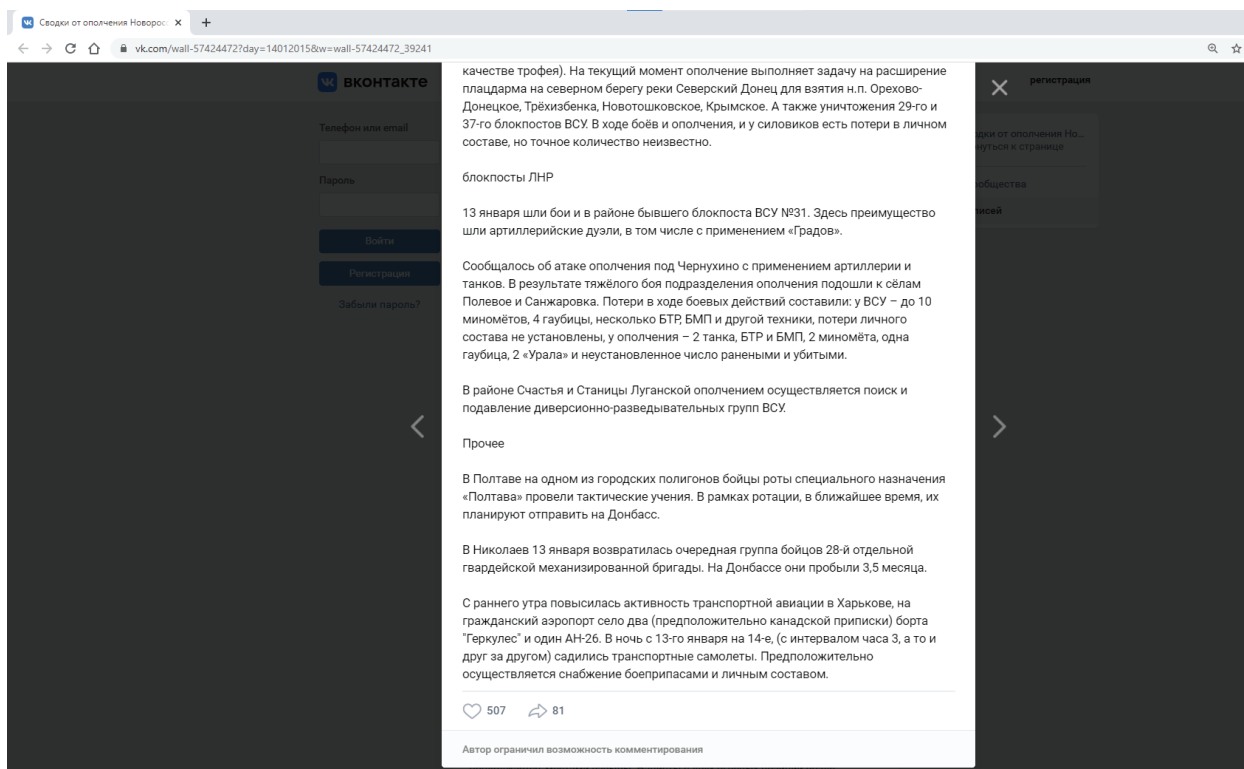 Сводки от ополчения Новорос
vk.com/wall-57424472?day=14012015&w=wall-57424472_39241
вконтакте
регистрация
Телефон или email
Пароль
Войти
Регистрация
Забыли пароль?
качестве трофея). На текущий момент ополчение выполняет задачу на расширение
плацдарма на северном берегу реки Северский Донец для взятия н.п. Орехово-
Донецкое, Трёхизбенка, Новотошковское, Крымское. А также уничтожения 29-го и
37-го блокпостов ВСУ. В ходе боёв и ополчения, и у силовиков есть потери в личном
составе, но точное количество неизвестно.
блокпосты ЛНР
13 января шли бои и в районе бывшего блокпоста ВСУ №31. Здесь преимущество
шли артиллерийские дуэли, в том числе с применением «Градов».
Сообщалось об атаке ополчения под Чернухино с применением артиллерии и
танков. В результате тяжёлого боя подразделения ополчения подошли к сёлам
Полевое и Санжаровка. Потери в ходе боевых действий составили: у ВСУ – до 10
миномётов, 4 гаубицы, несколько БТР, БМП и другой техники, потери личного
состава не установлены, у ополчения – 2 танка, БТР и БМП, 2 миномёта, одна
гаубица, 2 «Урала» и неустановленное число ранеными и убитыми.
В районе Счастья и Станицы Луганской ополчением осуществляется поиск и
подавление диверсионно-разведывательных групп ВСУ.
Прочее
В Полтаве на одном из городских полигонов бойцы роты специального назначения
«Полтава» провели тактические учения. В рамках ротации, в ближайшее время, их
планируют отправить на Донбасс.
В Николаев 13 января возвратилась очередная группа бойцов 28-й отдельной
гвардейской механизированной бригады. На Донбассе они пробыли 3,5 месяца.
С раннего утра повысилась активность транспортной авиации в Харькове, на
гражданский аэропорт село два (предположительно канадской приписки) борта
"Геркулес" и один АН-26. В ночь с 13-го января на 14-е, (с интервалом часа 3, а то и
друг за другом) садились транспортные самолеты. Предположительно
осуществляется снабжение боеприпасами и личным составом.
507 81
Автор ограничил возможность комментирования
дки от ополчения Но...
нуться к странице
ообщества
писей